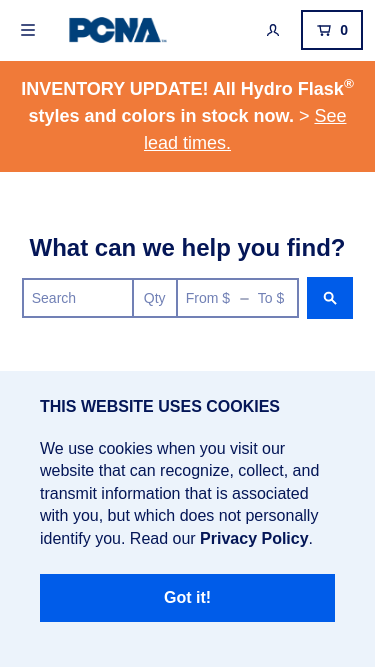 PCNA
0
INVENTORY UPDATE! All Hydro Flask®
styles and colors in stock now. > See
lead times.
What can we help you find?
Search Qty From $ – To $
THIS WEBSITE USES COOKIES
We use cookies when you visit our
website that can recognize, collect, and
transmit information that is associated
with you, but which does not personally
identify you. Read our Privacy Policy.
Got it!